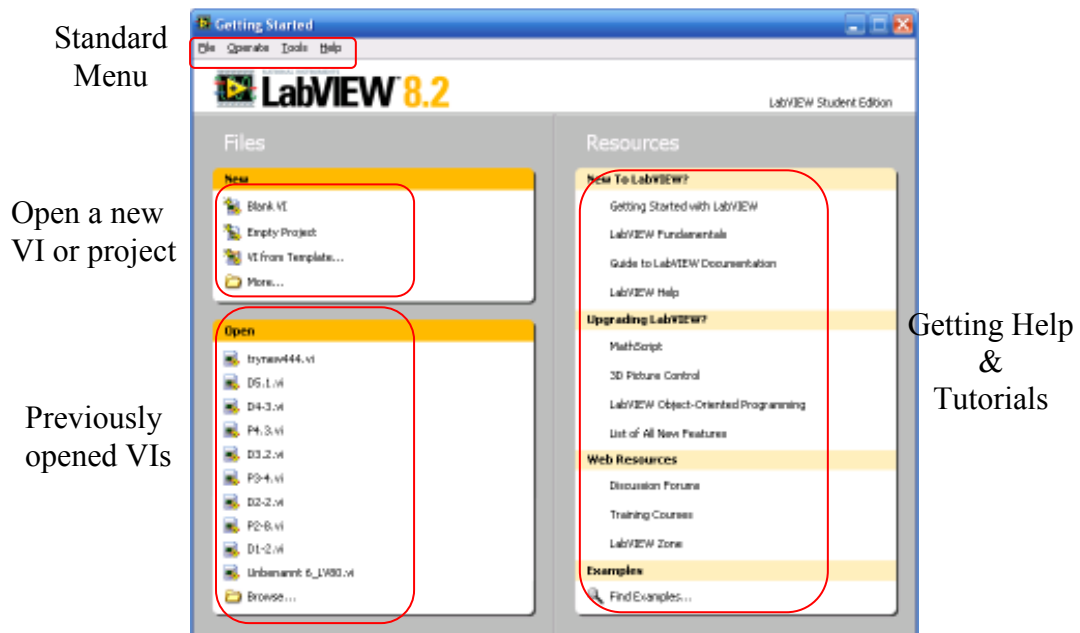 Standard
Menu
Getting Started
File Operate Tools Help
LabVIEW 8.2
LabVIEW Student Edition
Files
New
Blank VI
Empty Project
VI from Template...
More...
Open
trynew444.vi
D5.1.vi
D4-3.vi
P4.3.vi
D3.2.vi
P3-4.vi
D2-2.vi
P2-8.vi
D1-2.vi
Unbenannt 6_LV80.vi
Browse...
Resources
New To LabVIEW?
Getting Started with LabVIEW
LabVIEW Fundamentals
Guide to LabVIEW Documentation
LabVIEW Help
Upgrading LabVIEW?
MathScript
3D Picture Control
LabVIEW Object-Oriented Programming
List of All New Features
Web Resources
Discussion Forums
Training Courses
LabVIEW Zone
Examples
Find Examples...
Open a new
VI or project
Previously
opened VIs
Getting Help
&
Tutorials